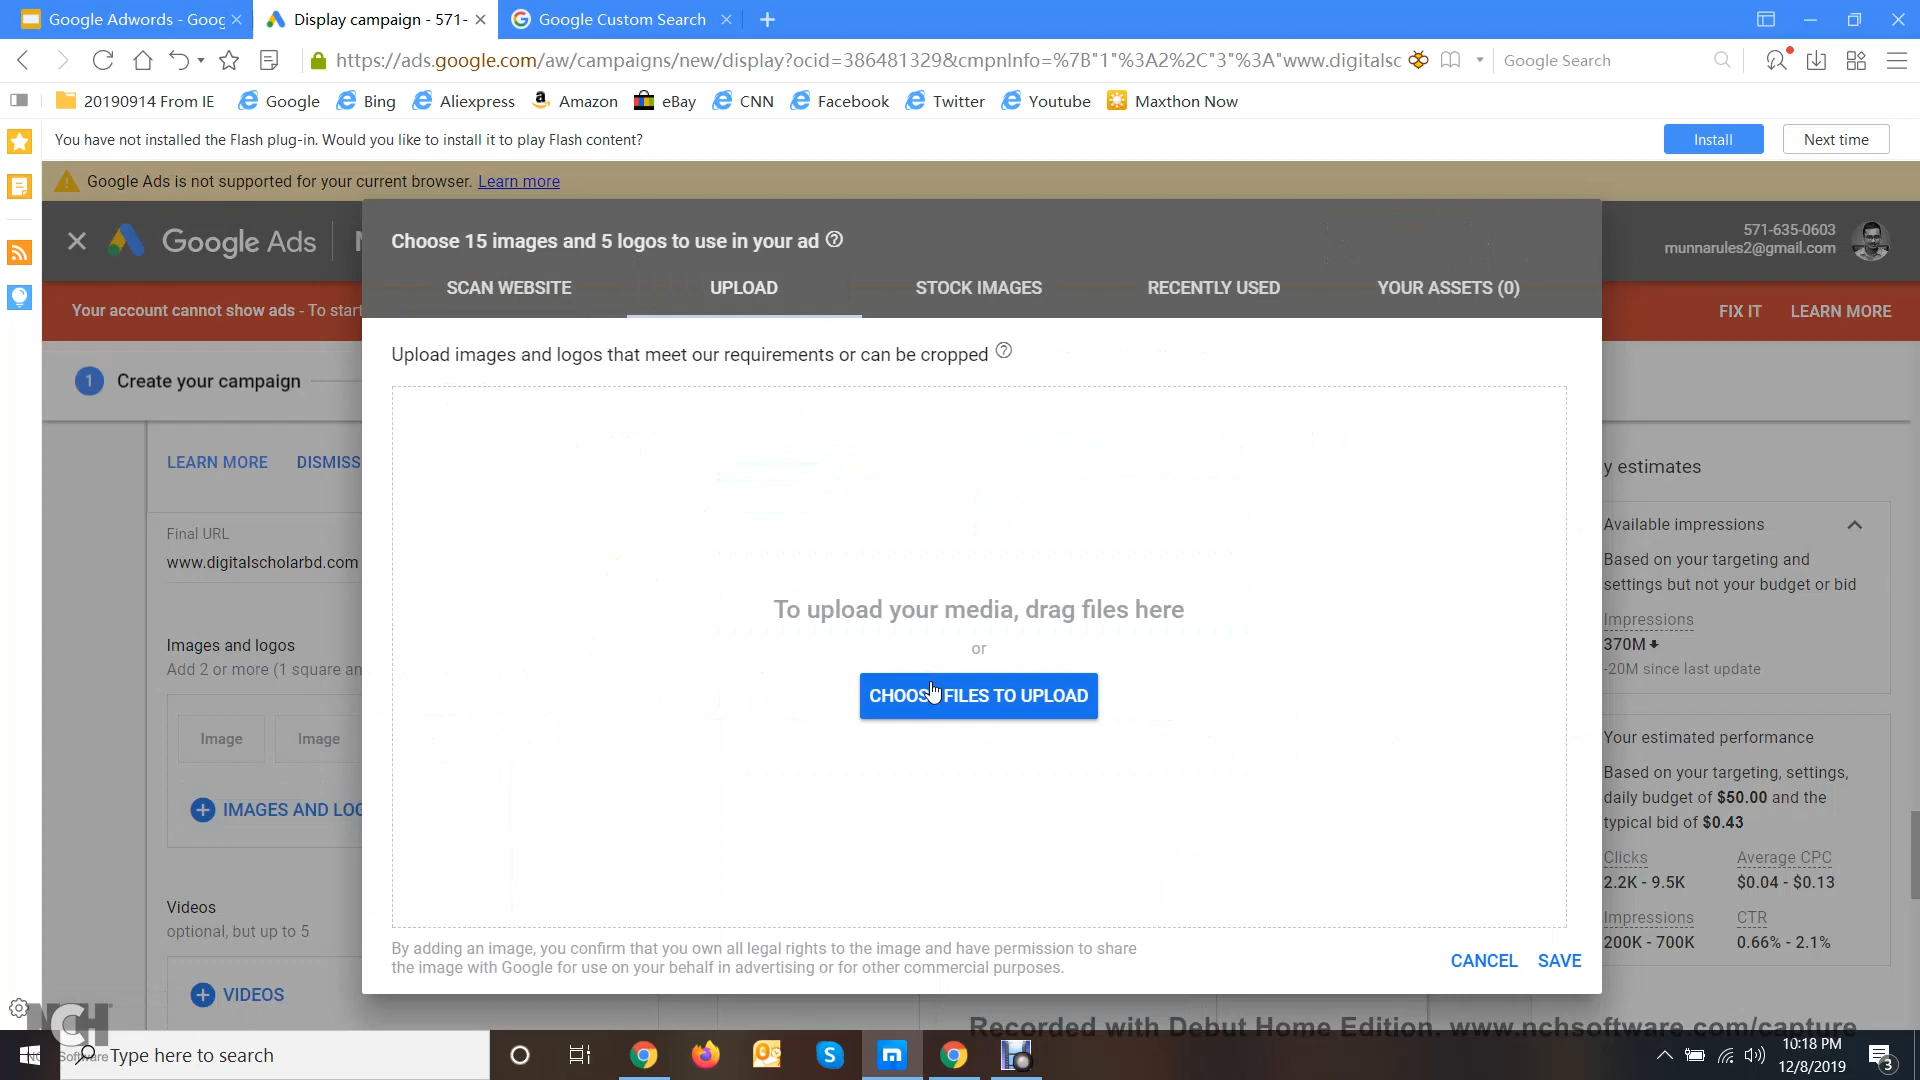 Google Adwords - Goog
Display campaign - 571-
Google Custom Search
https://ads.google.com/aw/campaigns/new/display?ocid=386481329&cmpnInfo=%7B"1"%3A2%2C"3"%3A"www.digitalsc
Google Search
20190914 From IE
Google
Bing
Aliexpress
Amazon
eBay
CNN
Facebook
Twitter
Youtube
Maxthon Now
You have not installed the Flash plug-in. Would you like to install it to play Flash content?
Install
Next time
Google Ads is not supported for your current browser. Learn more
Google Ads
571-635-0603
munnarules2@gmail.com
Choose 15 images and 5 logos to use in your ad
SCAN WEBSITE
UPLOAD
STOCK IMAGES
RECENTLY USED
YOUR ASSETS (0)
Your account cannot show ads - To start
FIX IT
LEARN MORE
Upload images and logos that meet our requirements or can be cropped
1 Create your campaign
LEARN MORE
DISMISS
Final URL
www.digitalscholarbd.com
Images and logos
Add 2 or more (1 square an
Image
Image
IMAGES AND LOG
Videos
optional, but up to 5
VIDEOS
To upload your media, drag files here
or
CHOOSE FILES TO UPLOAD
By adding an image, you confirm that you own all legal rights to the image and have permission to share
the image with Google for use on your behalf in advertising or for other commercial purposes.
CANCEL
SAVE
y estimates
Available impressions
Based on your targeting and
settings but not your budget or bid
Impressions
370M
-20M since last update
Your estimated performance
Based on your targeting, settings,
daily budget of $50.00 and the
typical bid of $0.43
Clicks
Average CPC
2.2K - 9.5K
$0.04 - $0.13
Impressions
CTR
200K - 700K
0.66% - 2.1%
NCH
Software
Recorded with Debut Home Edition. www.nchsoftware.com/capture
Type here to search
10:18 PM
12/8/2019
3